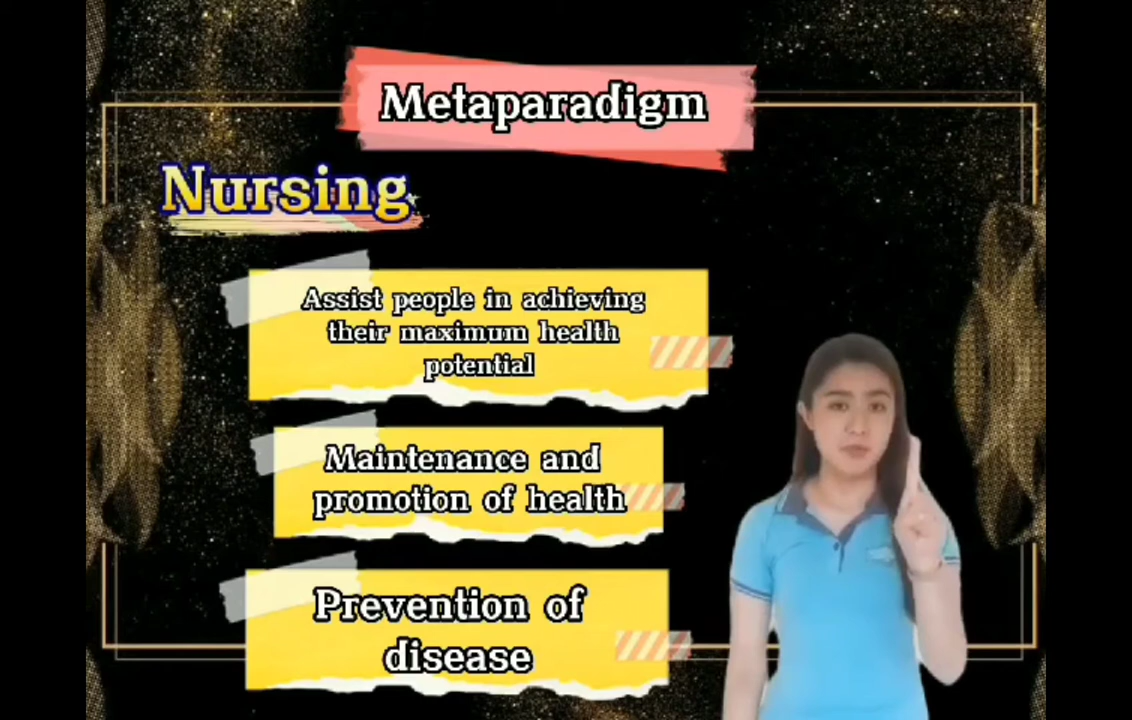 Metaparadigm
Nursing
Assist people in achieving
their maximum health
potential
Maintenance and
promotion of health
Prevention of
disease